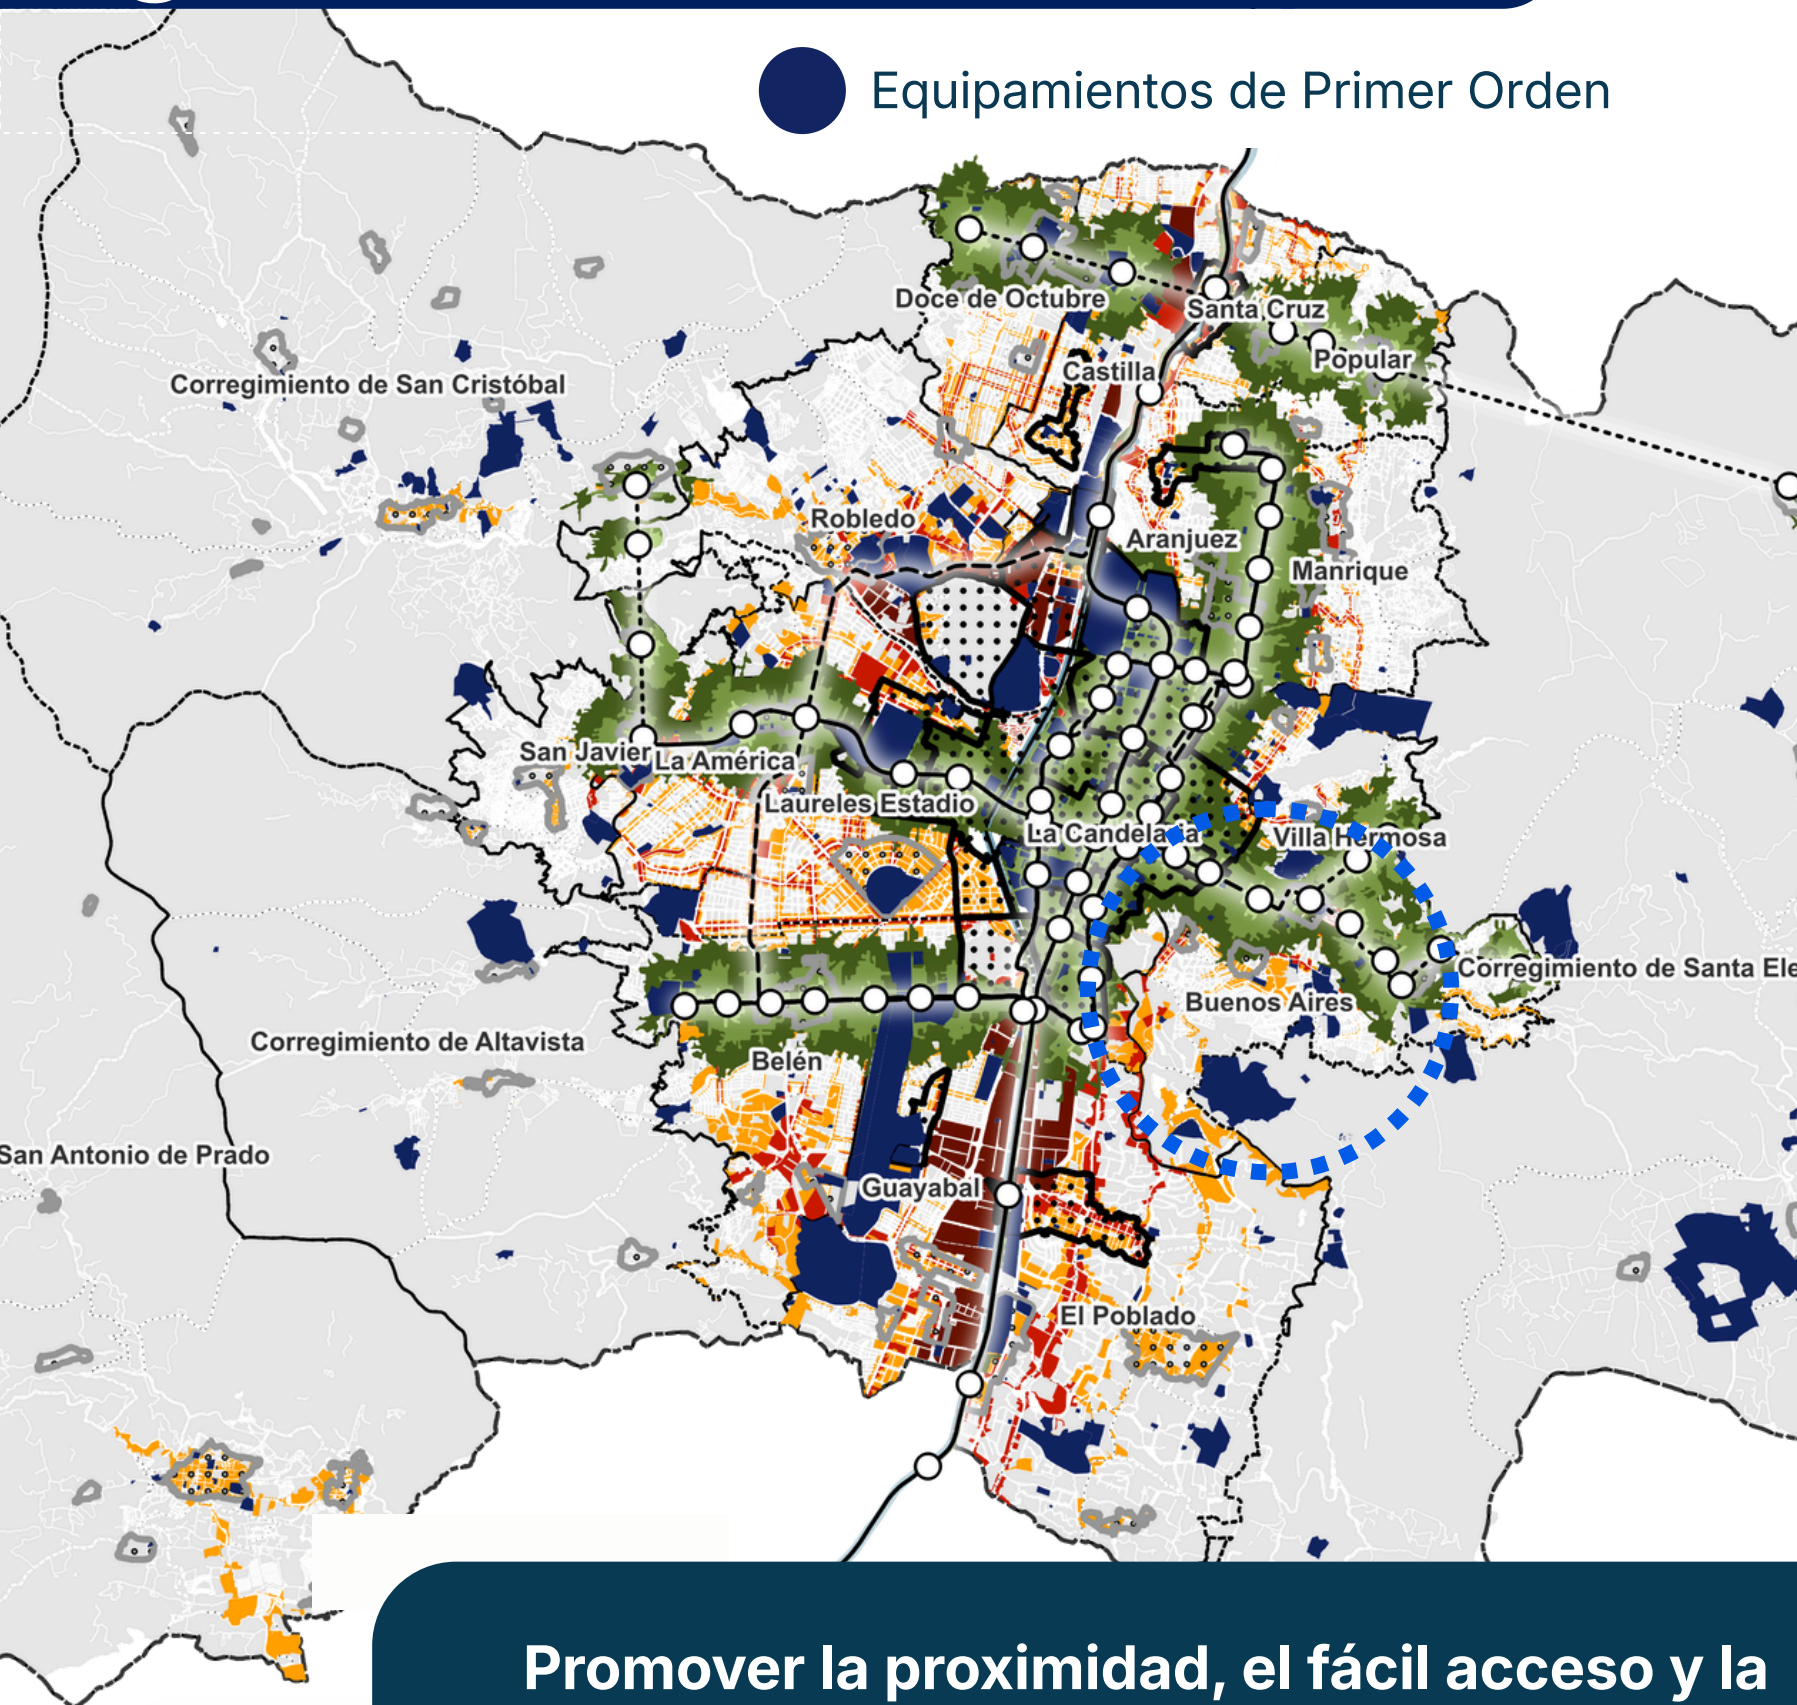 Equipamientos de Primer Orden
Doce de Octubre
Santa Cruz
Popular
Castilla
Corregimiento de San Cristóbal
Robledo
Aranjuez
Manrique
San Javier
La América
Laureles Estadio
La Candelaria
Villa Hermosa
Corregimiento de Santa Ele
Buenos Aires
Corregimiento de Altavista
Belén
San Antonio de Prado
Guayabal
El Poblado
Promover la proximidad, el fácil acceso y la